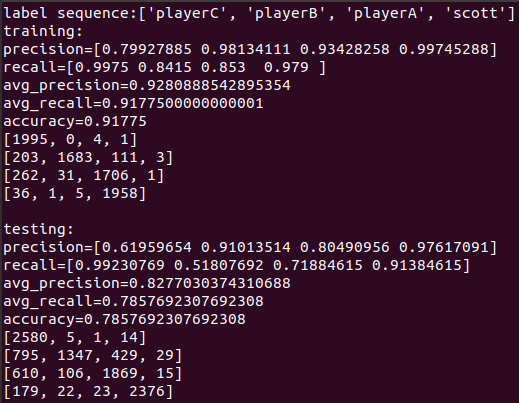 label sequence:['playerC', 'playerB', 'playerA', 'scott']
training:
precision=[0.79927885 0.98134111 0.93428258 0.99745288]
recall=[0.9975 0.8415 0.853  0.979 ]
avg_precision=0.9280888542895354
avg_recall=0.9177500000000001
accuracy=0.91775
[1995, 0, 4, 1]
[203, 1683, 111, 3]
[262, 31, 1706, 1]
[36, 1, 5, 1958]

testing:
precision=[0.61959654 0.91013514 0.80490956 0.97617091]
recall=[0.99230769 0.51807692 0.71884615 0.91384615]
avg_precision=0.8277030374310688
avg_recall=0.7857692307692308
accuracy=0.7857692307692308
[2580, 5, 1, 14]
[795, 1347, 429, 29]
[610, 106, 1869, 15]
[179, 22, 23, 2376]